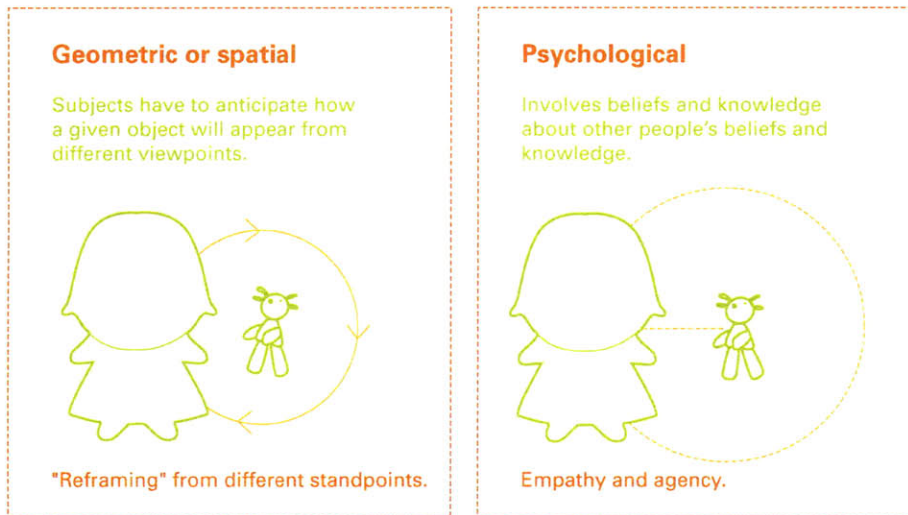 Geometric or spatial
Subjects have to anticipate how
a given object will appear from
different viewpoints.
"Reframing" from different standpoints.
Psychological
Involves beliefs and knowledge
about other people's beliefs and
knowledge.
Empathy and agency.